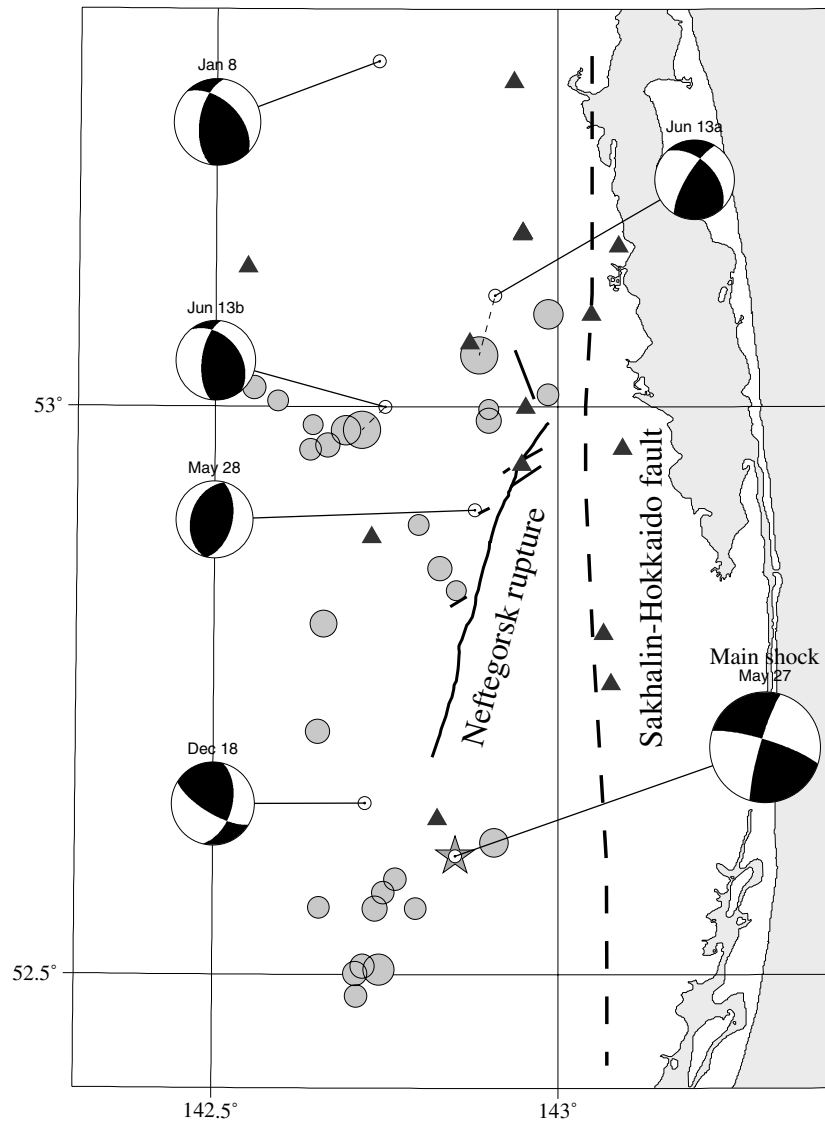 Jan 8
Jun 13a
Jun 13b
53˚
May 28
Neftegorsk rupture
Sakhalin-Hokkaido fault
Main shock
May 27
Dec 18
52.5˚
142.5˚
143˚